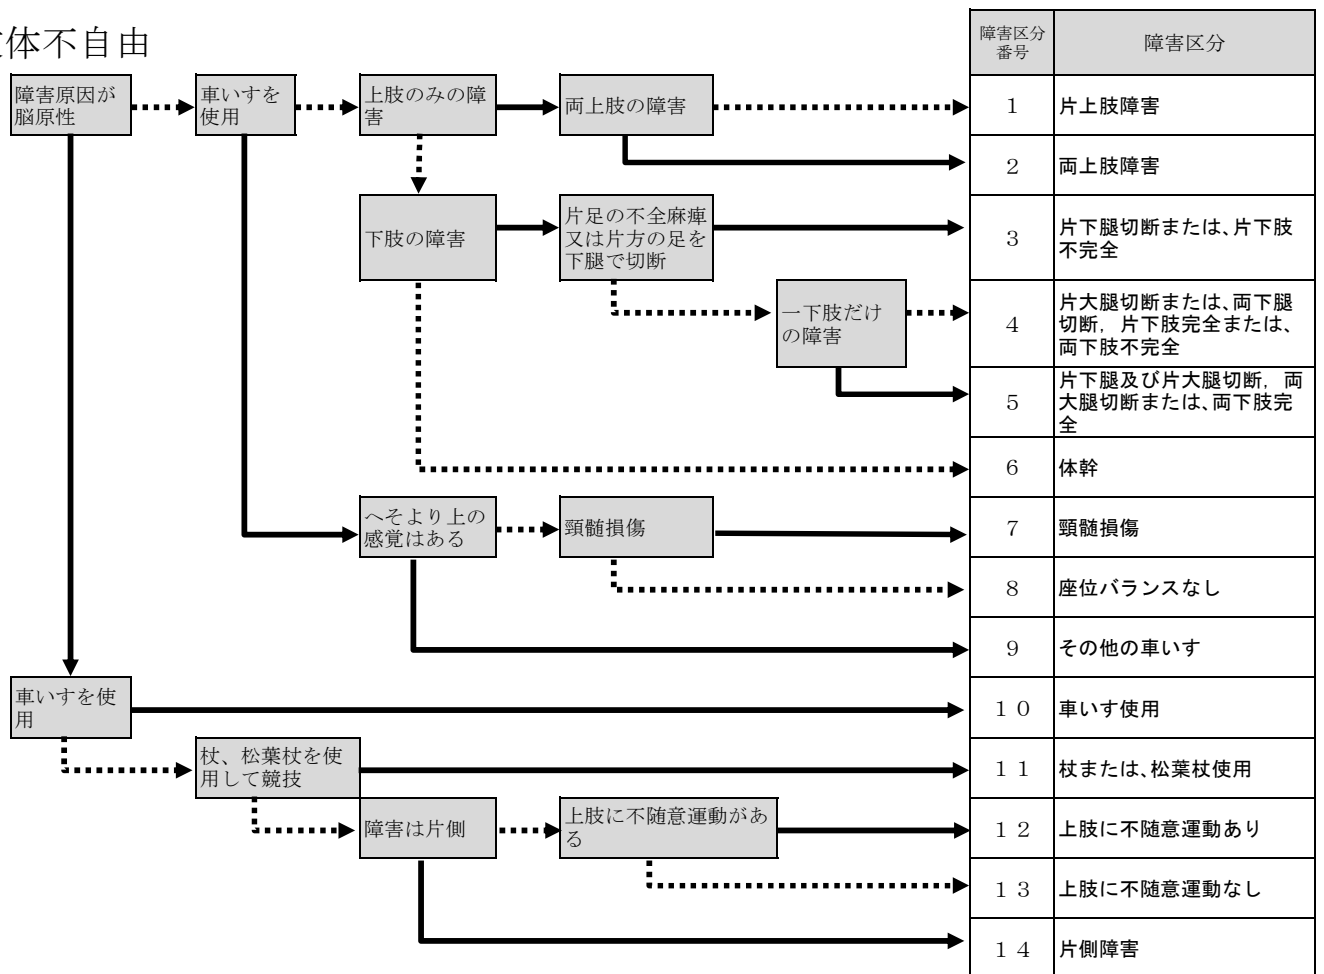 体不自由
障害区分
番号
障害区分
障害原因が
脳原性
車いすを
使用
上肢のみの障
害
両上肢の障害
1
片上肢障害
2
両上肢障害
下肢の障害
片足の不全麻痺
又は片方の足を
下腿で切断
3
片下腿切断または、片下肢
不完全
一下肢だけ
の障害
4
片大腿切断または、両下腿
切断，片下肢完全または、
両下肢不完全
5
片下腿及び片大腿切断，両
大腿切断または、両下肢完
全
6
体幹
へそより上の
感覚はある
頸髄損傷
7
頸髄損傷
8
座位バランスなし
9
その他の車いす
車いすを使
用
10
車いす使用
杖、松葉杖を使
用して競技
11
杖または、松葉杖使用
障害は片側
上肢に不随意運動があ
る
12
上肢に不随意運動あり
13
上肢に不随意運動なし
14
片側障害